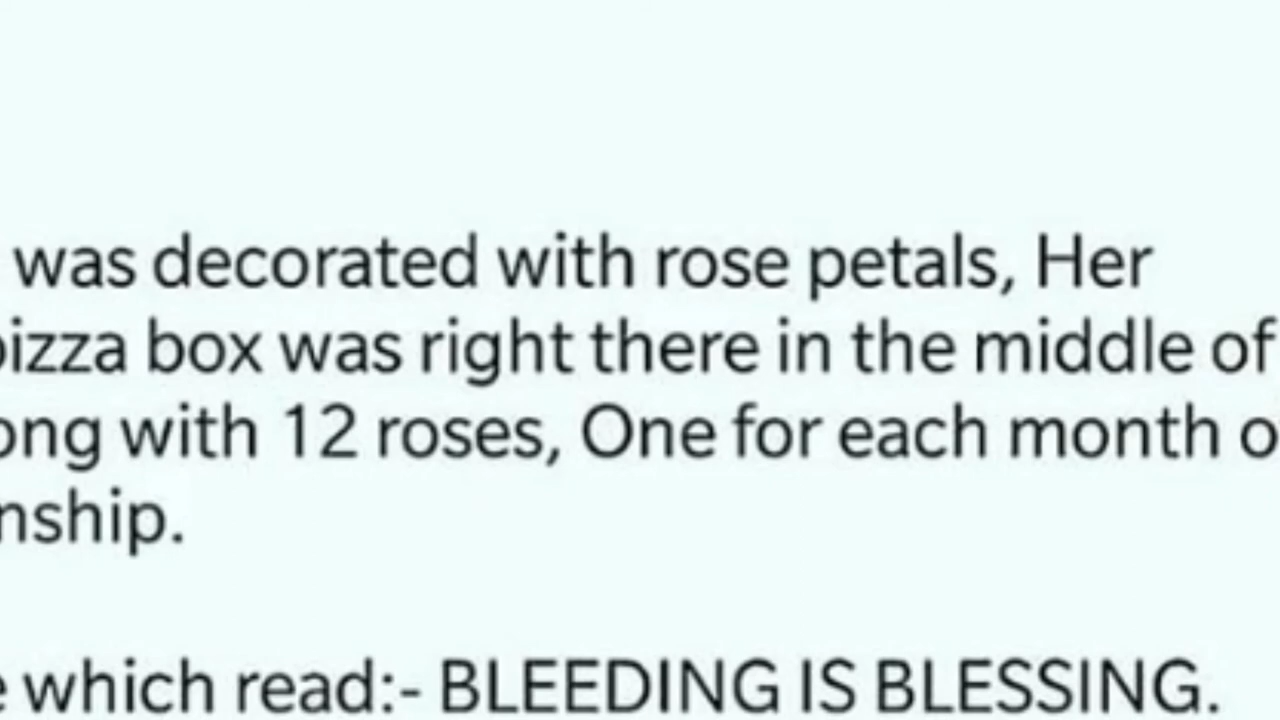 was decorated with rose petals, Her
pizza box was right there in the middle of
ong with 12 roses, One for each month o
nship.
e which read:- BLEEDING IS BLESSING.